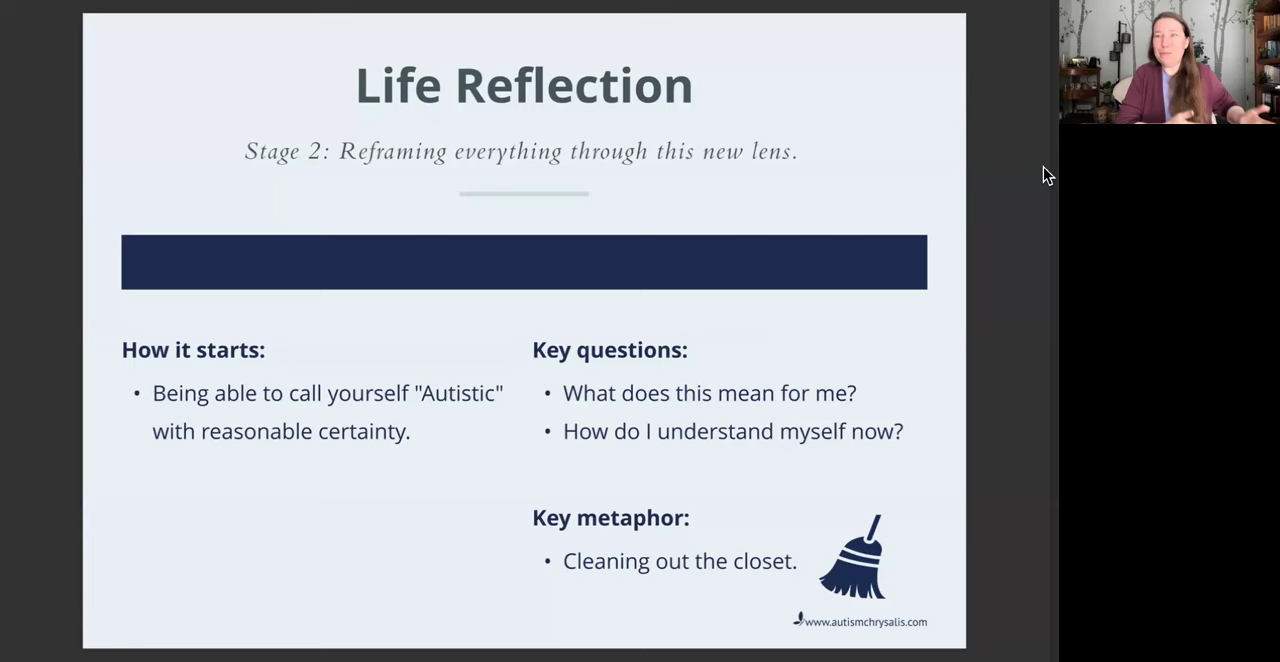 Life Reflection
Stage 2: Reframing everything through this new lens.
How it starts:
• Being able to call yourself "Autistic"
with reasonable certainty.
Key questions:
• What does this mean for me?
• How do I understand myself now?
Key metaphor:
• Cleaning out the closet.
www.autismchrysalis.com